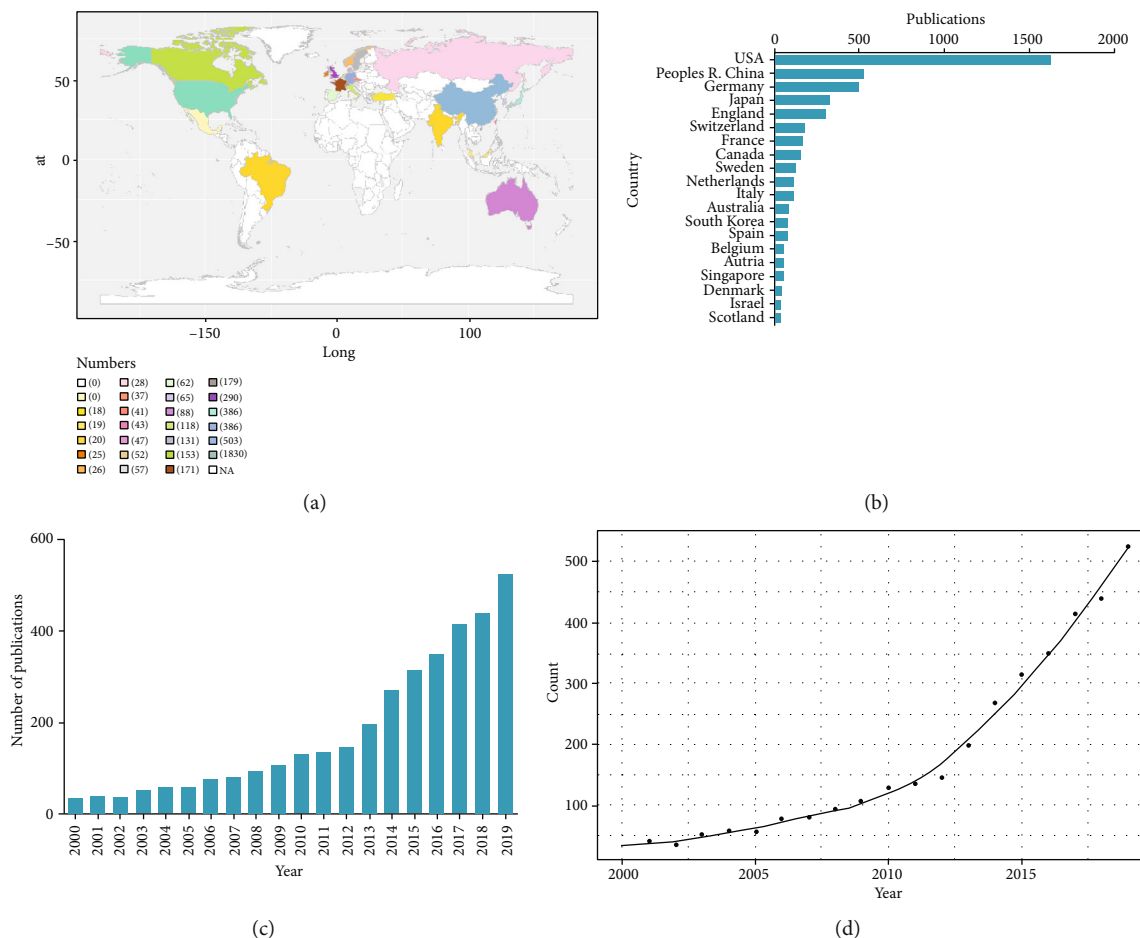 50
0
−50
at
−150
0
100
Long
Numbers
(0)
(0)
(18)
(19)
(20)
(25)
(26)
(28)
(37)
(41)
(43)
(47)
(52)
(57)
(62)
(65)
(88)
(118)
(131)
(153)
(171)
(179)
(290)
(386)
(386)
(503)
(1830)
NA
(a)
Publications
0
500
1000
1500
2000
Country
USA
Peoples R. China
Germany
Japan
England
Switzerland
France
Canada
Sweden
Netherlands
Italy
Australia
South Korea
Spain
Belgium
Autria
Singapore
Denmark
Israel
Scotland
(b)
600
400
200
0
Number of publications
2000
2001
2002
2003
2004
2005
2006
2007
2008
2009
2010
2011
2012
2013
2014
2015
2016
2017
2018
2019
Year
(c)
500
400
300
200
100
Count
2000
2005
2010
2015
Year
(d)